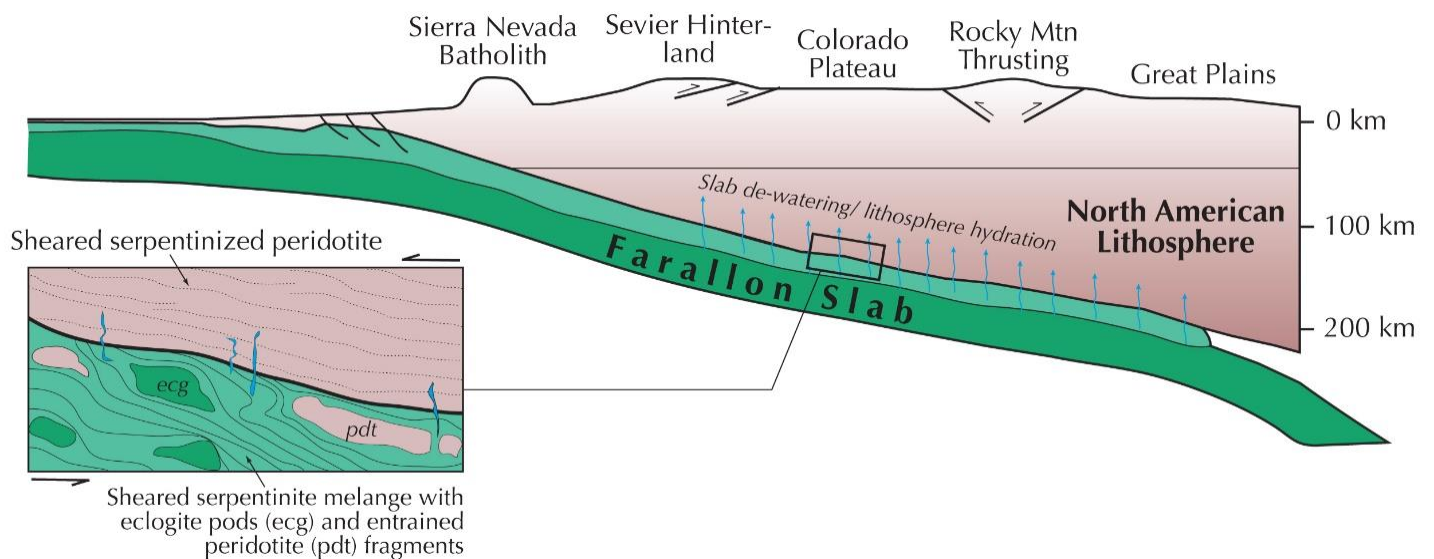 Sierra Nevada
Batholith
Sevier Hinter-
land
Colorado
Plateau
Rocky Mtn
Thrusting
Great Plains
0 km
Slab de-watering/ lithosphere hydration
North American
Lithosphere
100 km
Farallon Slab
200 km
Sheared serpentinized peridotite
ecg
pdt
Sheared serpentinite melange with
eclogite pods (ecg) and entrained
peridotite (pdt) fragments